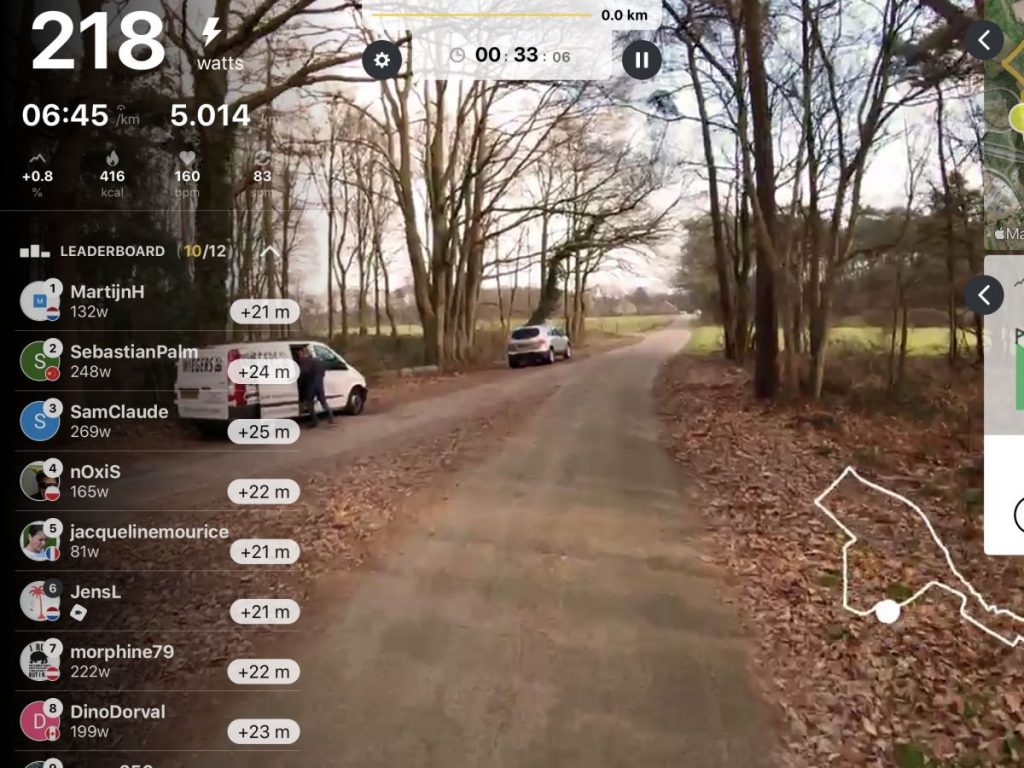 218
watts
0.0 km
00 : 33 : 06
06:45 /km
5.014 km
+0.8
%
416
kcal
160
bpm
83
spm
LEADERBOARD (10/12)
1
MartijnH
132w
+21 m
2
SebastianPalm
248w
+24 m
WIEGERS
3
SamClaude
269w
+25 m
4
nOxiS
165w
+22 m
5
jacquelinemourice
81w
+21 m
6
JensL
+21 m
7
morphine79
222w
+22 m
8
DinoDorval
199w
+23 m
M
S
S
D